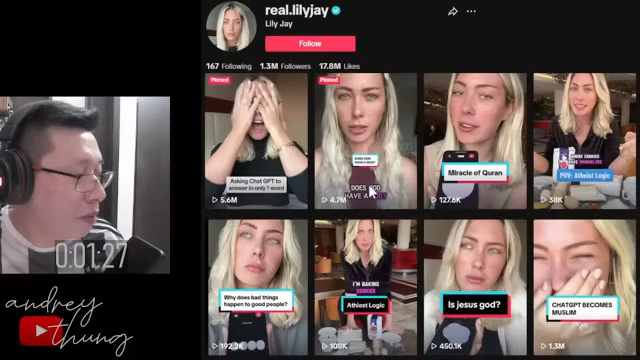 real.lilyjay
Lily Jay
Follow
167 Following 1.3M Followers 17.8M Likes
Pinned
Asking Chat GPT to
answer in only 1 word
5.6M
Pinned
DOES GOD
HAVE A
4.7M
Miracle of Quran
127.6K
POV: Atheist Logic
38K
0:01:27
andrey
thung
Why does bad things
happen to good people?
192.2K
I'M BAKING
COOKIES
Athiest Logic
108K
Is jesus god?
450.1K
CHATGPT BECOMES
MUSLIM
1.3M